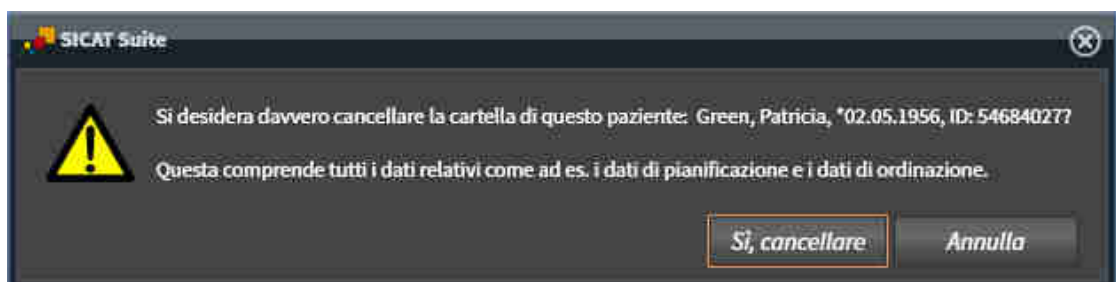 SICAT Suite
Si desidera davvero cancellare la cartella di questo paziente: Green, Patricia, *02.05.1956, ID: 54684027?
Questa comprende tutti i dati relativi come ad es. i dati di pianificazione e i dati di ordinazione.
Sì, cancellare
Annulla